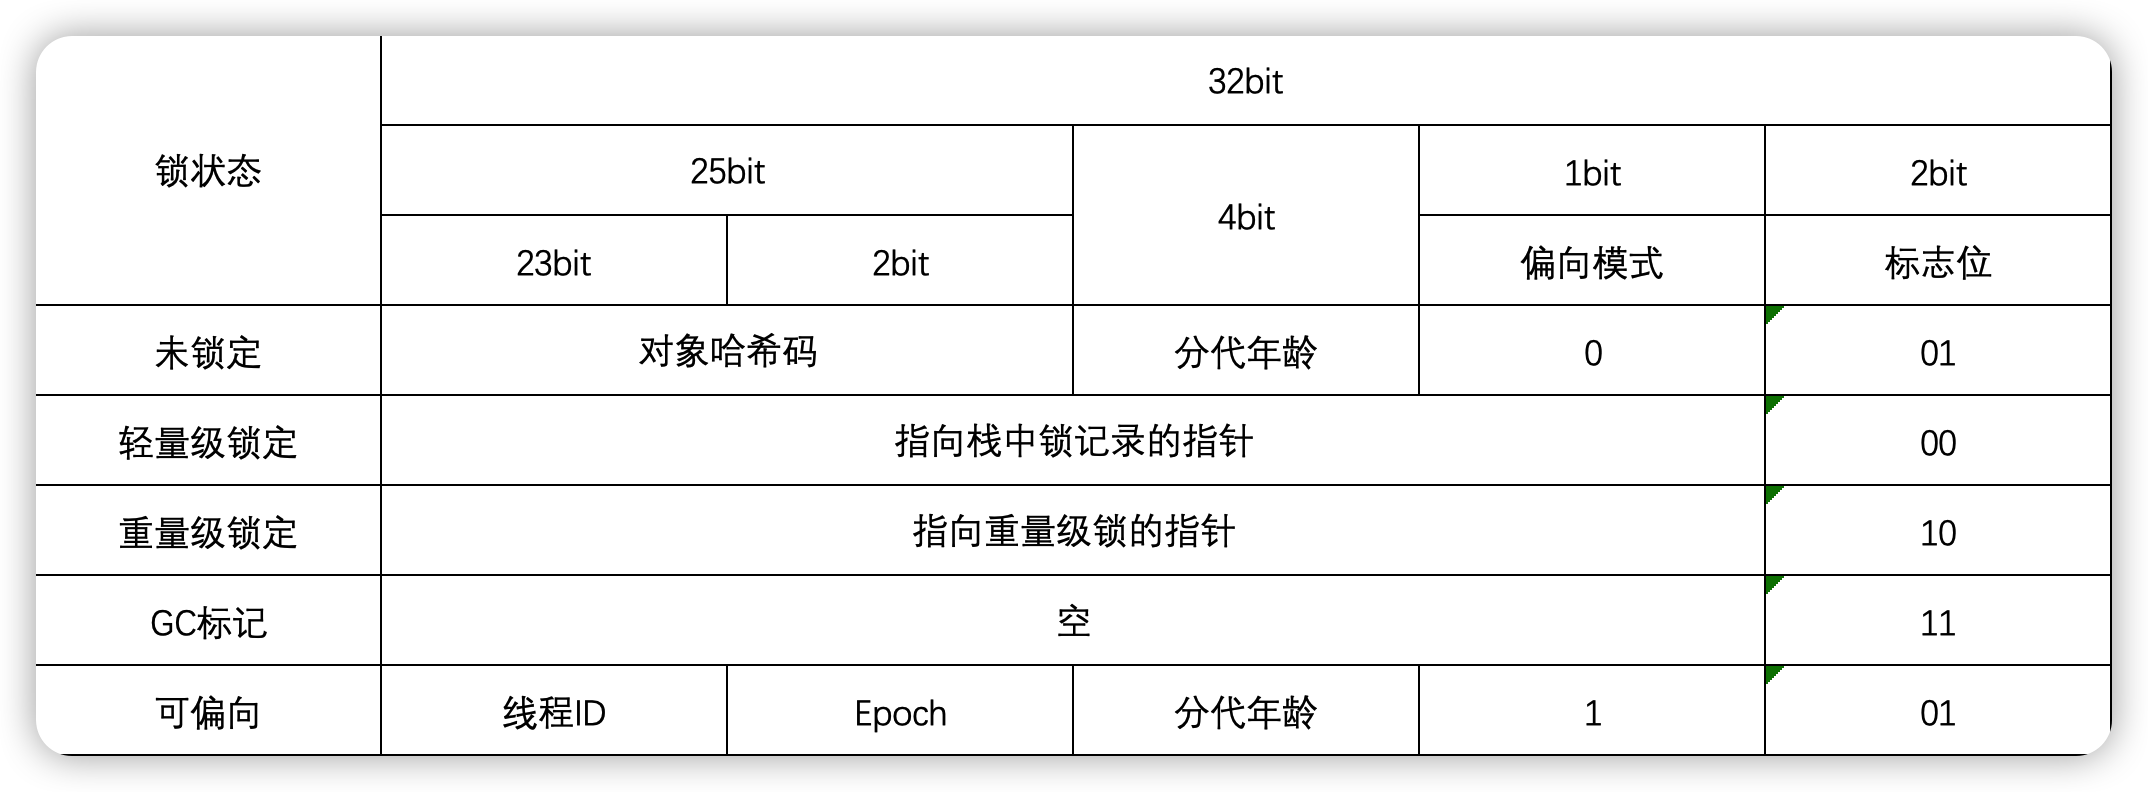 32bit
锁状态
25bit
4bit
1bit
2bit
23bit
2bit
偏向模式
标志位
未锁定
对象哈希码
分代年龄
0
01
轻量级锁定
指向栈中锁记录的指针
00
重量级锁定
指向重量级锁的指针
10
GC标记
空
11
可偏向
线程ID
Epoch
分代年龄
1
01